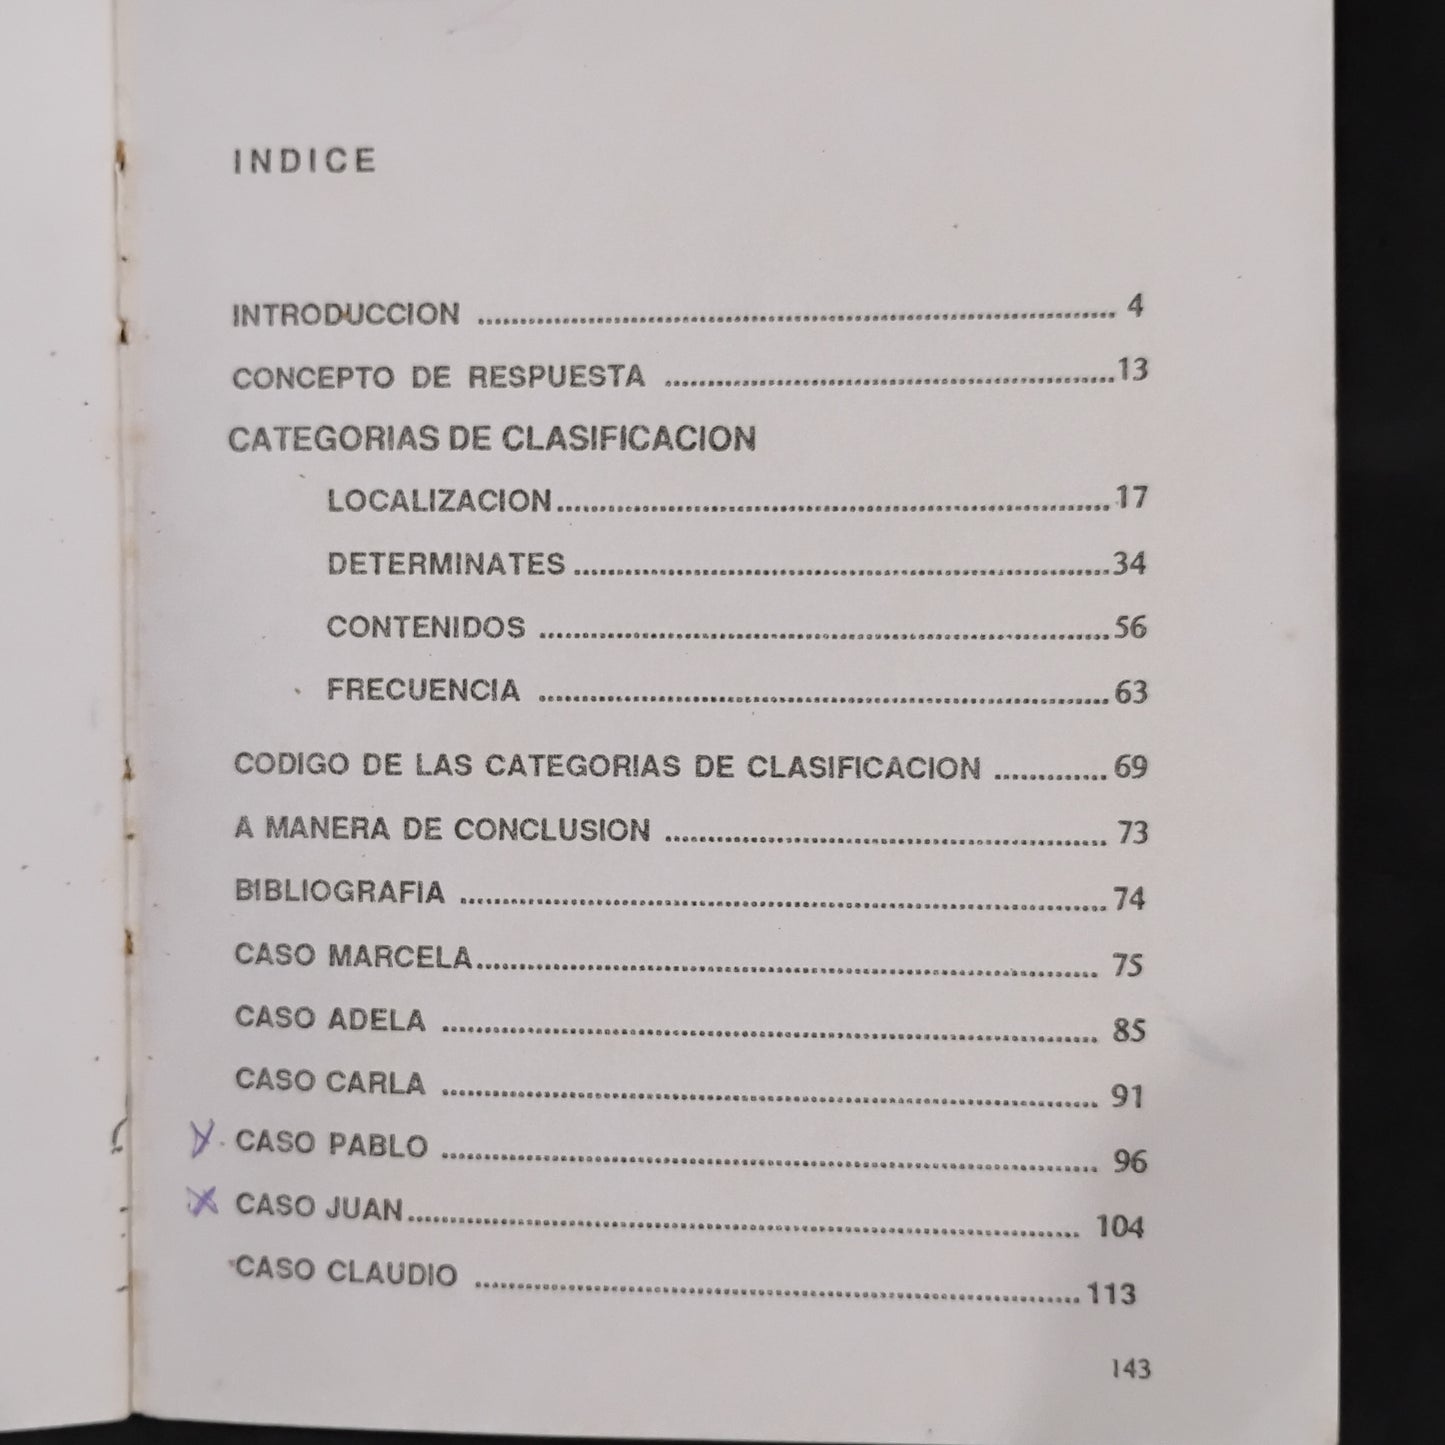 INDICE
INTRODUCCION ........................ 4
CONCEPTO DE RESPUESTA ........................ 13
CATEGORIAS DE CLASIFICACION
LOCALIZACION ........................ 17
DETERMINATES ........................ 34
CONTENIDOS ........................ 56
FRECUENCIA ........................ 63
CODIGO DE LAS CATEGORIAS DE CLASIFICACION ............. 69
A MANERA DE CONCLUSION ........................ 73
BIBLIOGRAFIA ........................ 74
CASO MARCELA ........................ 75
CASO ADELA ........................ 85
CASO CARLA ........................ 91
CASO PABLO ........................ 96
CASO JUAN ........................ 104
CASO CLAUDIO ........................ 113
143